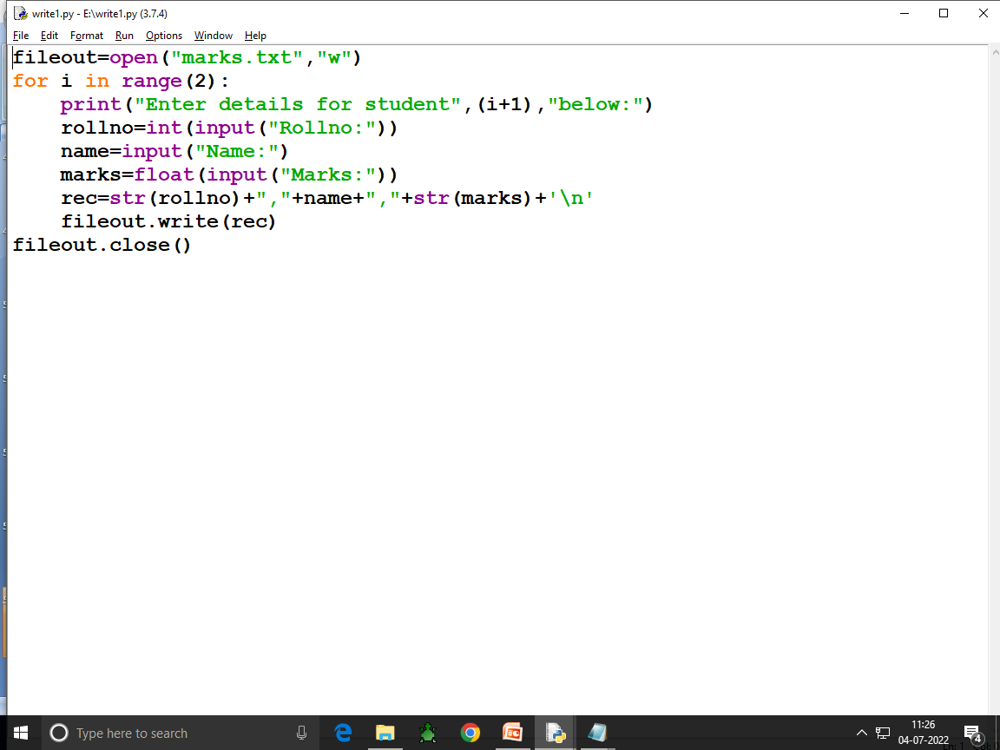 write1.py - E:\write1.py (3.7.4)
File Edit Format Run Options Window Help
fileout=open("marks.txt","w")
for i in range(2):
    print("Enter details for student",(i+1),"below:")
    rollno=int(input("Rollno:"))
    name=input("Name:")
    marks=float(input("Marks:"))
    rec=str(rollno)+","+name+","+str(marks)+'\n'
    fileout.write(rec)
fileout.close()
Type here to search
11:26
04-07-2022
4